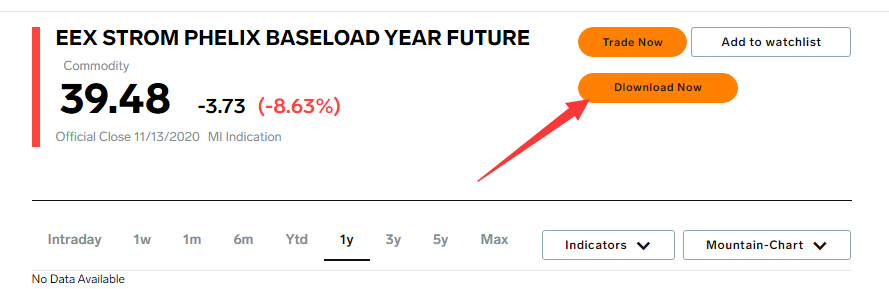 EEX STROM PHELIX BASELOAD YEAR FUTURE
Trade Now
Add to watchlist
Commodity
39.48 -3.73 (-8.63%)
Dlownload Now
Official Close 11/13/2020 MI Indication
Intraday 1w 1m 6m Ytd 1y 3y 5y Max
Indicators
Mountain-Chart
No Data Available